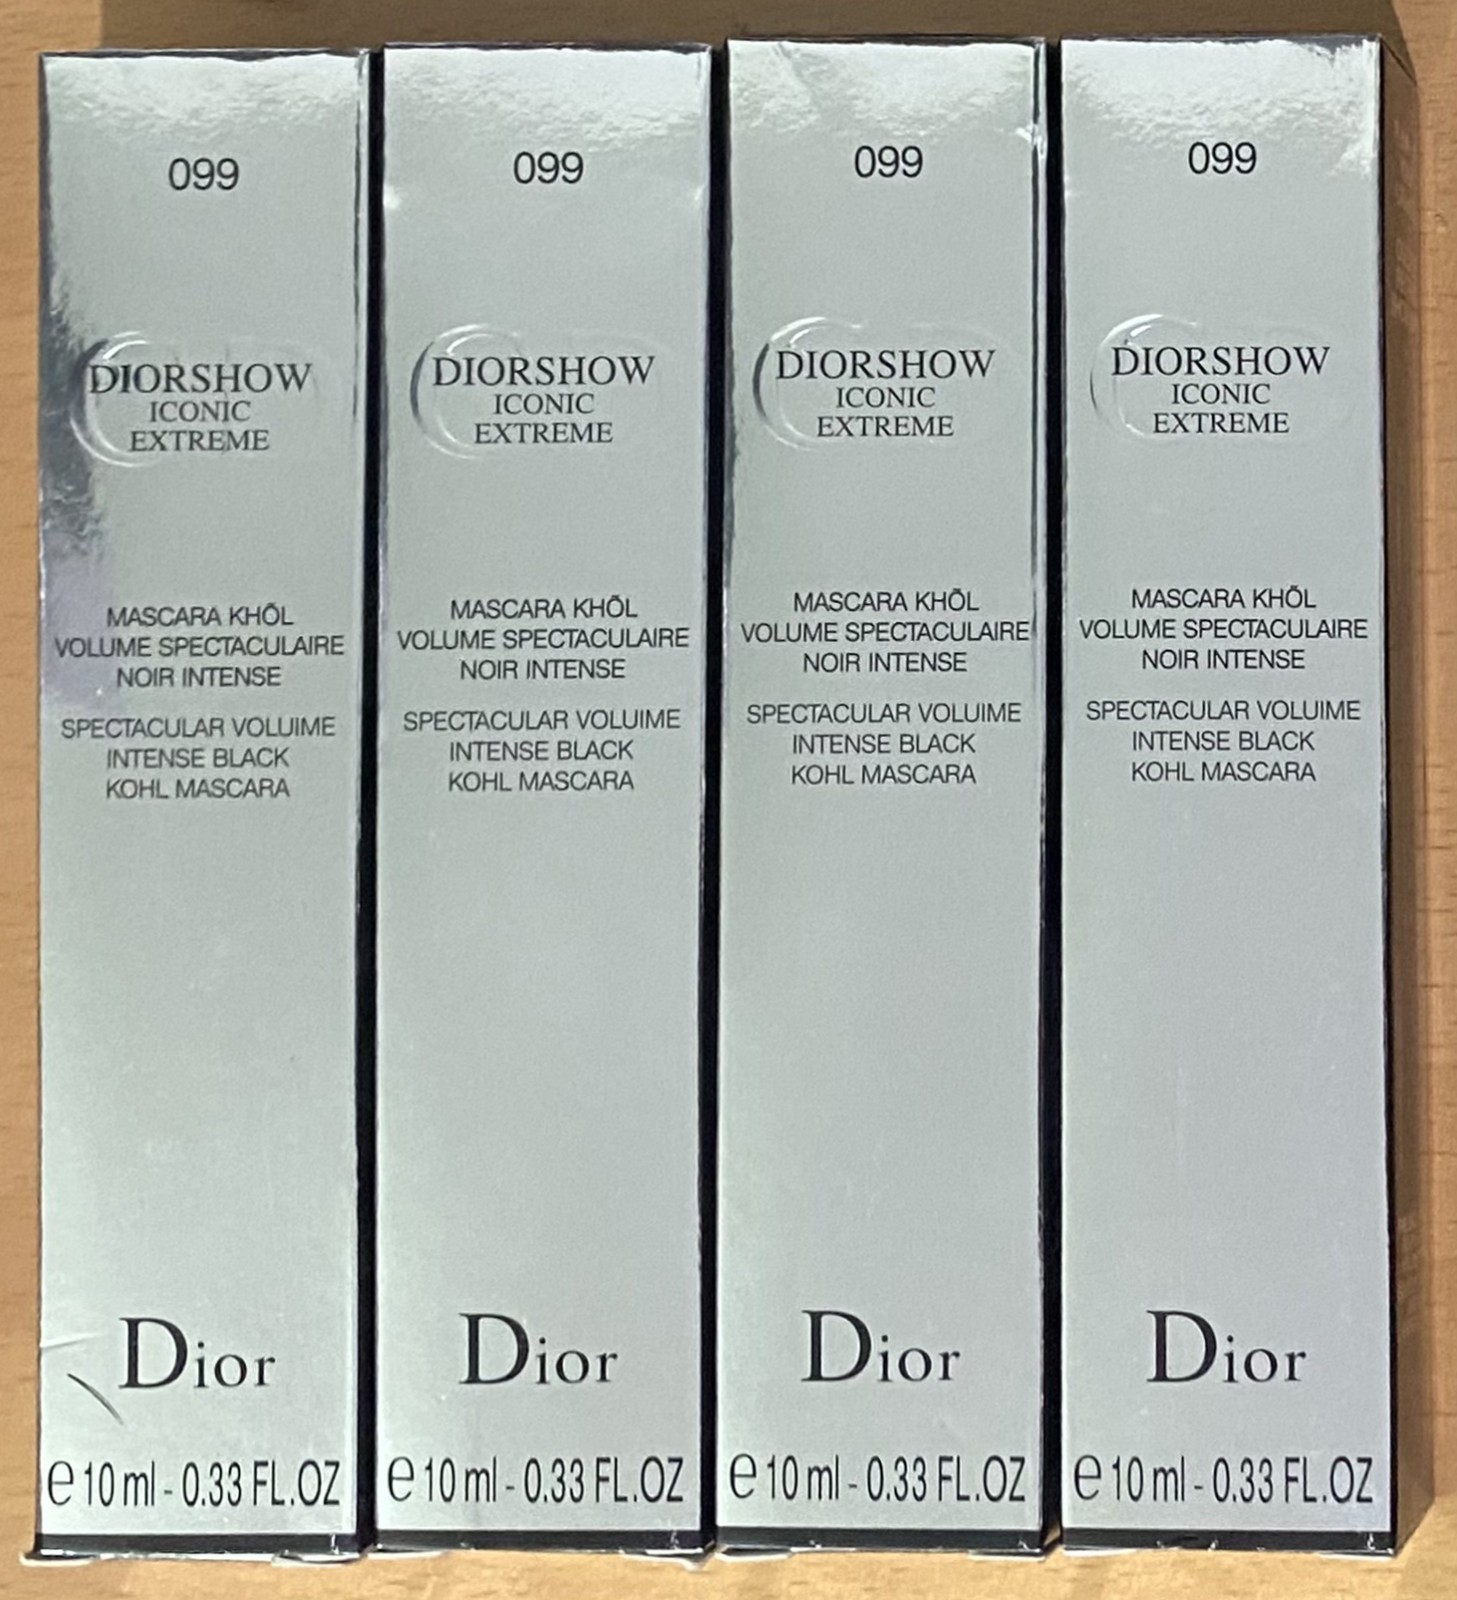 099
DIORSHOW
ICONIC
EXTREME
MASCARA KHÕL
VOLUME SPECTACULAIRE
NOIR INTENSE
SPECTACULAR VOLUIME
INTENSE BLACK
KOHL MASCARA
Dior
e 10 ml - 0.33 FL.OZ
099
DIORSHOW
ICONIC
EXTREME
MASCARA KHÕL
VOLUME SPECTACULAIRE
NOIR INTENSE
SPECTACULAR VOLUIME
INTENSE BLACK
KOHL MASCARA
Dior
e 10 ml - 0.33 FL.OZ
099
DIORSHOW
ICONIC
EXTREME
MASCARA KHÕL
VOLUME SPECTACULAIRE
NOIR INTENSE
SPECTACULAR VOLUIME
INTENSE BLACK
KOHL MASCARA
Dior
e 10 ml - 0.33 FL.OZ
099
DIORSHOW
ICONIC
EXTREME
MASCARA KHÕL
VOLUME SPECTACULAIRE
NOIR INTENSE
SPECTACULAR VOLUIME
INTENSE BLACK
KOHL MASCARA
Dior
e 10 ml - 0.33 FL.OZ